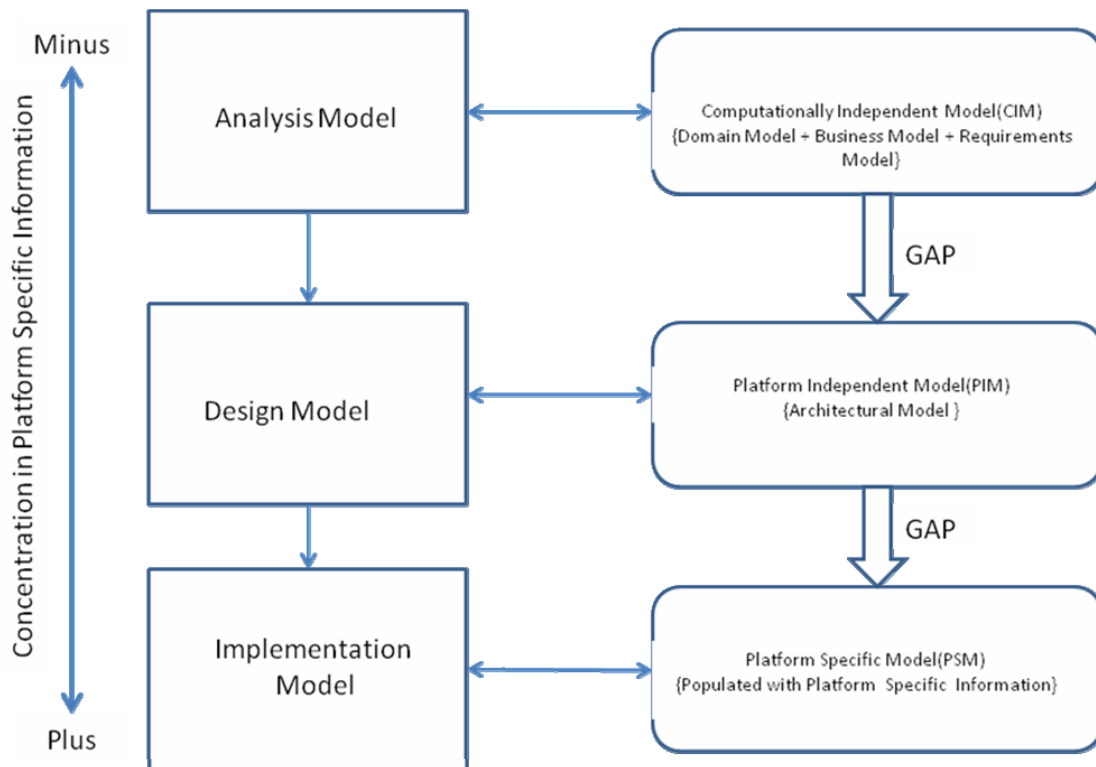 Minus
Concentration in Platform Specific Information
Plus
Analysis Model
Computationally Independent Model(CIM)
{Domain Model + Business Model + Requirements
Model}
GAP
Design Model
Platform Independent Model(PIM)
{Architectural Model }
GAP
Implementation
Model
Platform Specific Model(PSM)
{Populated with Platform Specific Information}